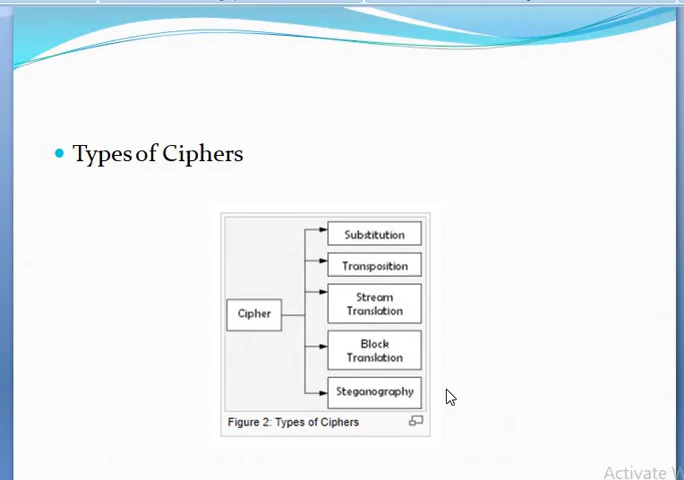 Types of Ciphers
Substitution
Transposition
Stream
Translation
Cipher
Block
Translation
Steganography
Figure 2: Types of Ciphers
Activate W